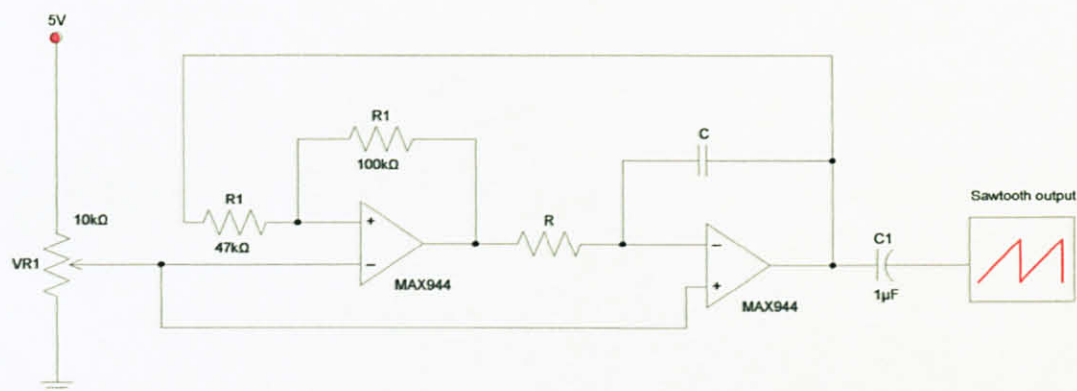 5V
R1
100kΩ
C
R1
47kΩ
+
−
MAX944
R
−
+
MAX944
10kΩ
VR1
C1
1µF
Sawtooth output